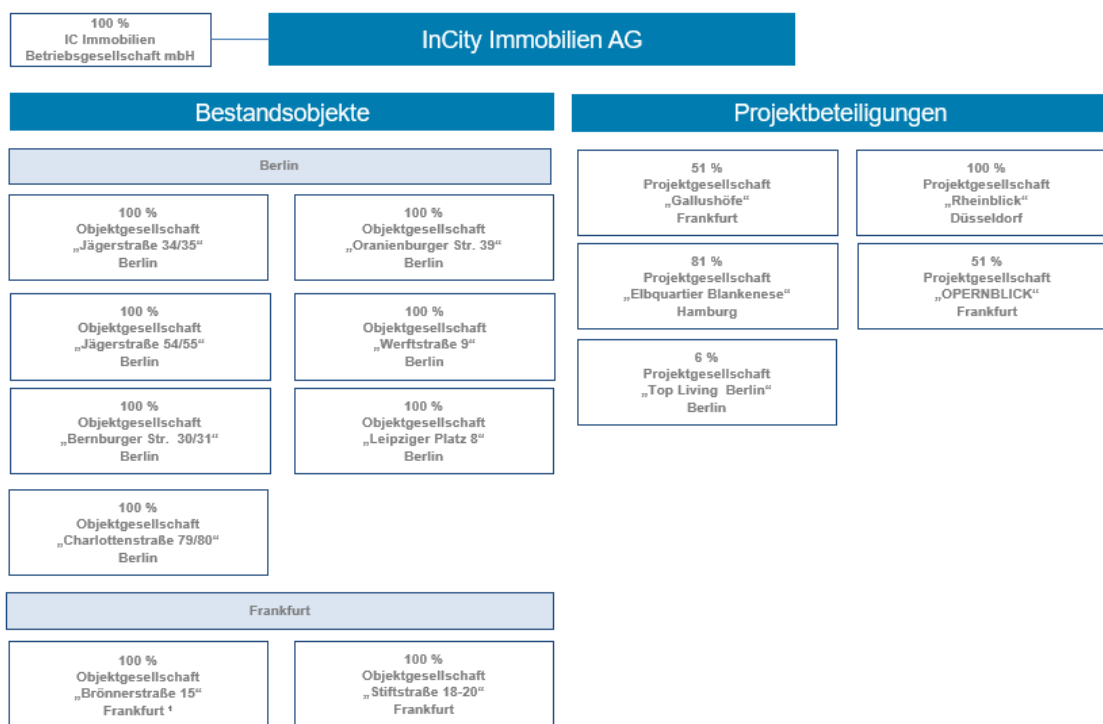 100 %
IC Immobilien
Betriebsgesellschaft mbH
InCity Immobilien AG
Bestandsobjekte
Berlin
100 %
Objektgesellschaft
„Jägerstraße 34/35“
Berlin
100 %
Objektgesellschaft
„Oranienburger Str. 39“
Berlin
100 %
Objektgesellschaft
„Jägerstraße 54/55“
Berlin
100 %
Objektgesellschaft
„Werftstraße 9“
Berlin
100 %
Objektgesellschaft
„Bernburger Str. 30/31“
Berlin
100 %
Objektgesellschaft
„Leipziger Platz 8“
Berlin
100 %
Objektgesellschaft
„Charlottenstraße 79/80“
Berlin
Frankfurt
100 %
Objektgesellschaft
„Brönnerstraße 15“
Frankfurt ¹
100 %
Objektgesellschaft
„Stiftstraße 18-20“
Frankfurt
Projektbeteiligungen
51 %
Projektgesellschaft
„Gallushöfe“
Frankfurt
100 %
Projektgesellschaft
„Rheinblick“
Düsseldorf
81 %
Projektgesellschaft
„Elbquartier Blankenese“
Hamburg
51 %
Projektgesellschaft
„OPERNBLICK“
Frankfurt
6 %
Projektgesellschaft
„Top Living Berlin“
Berlin